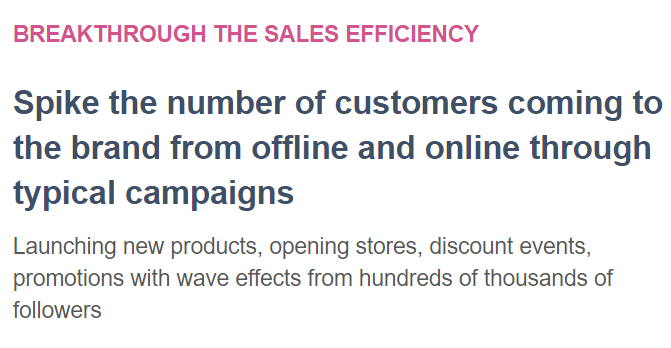 BREAKTHROUGH THE SALES EFFICIENCY
Spike the number of customers coming to
the brand from offline and online through
typical campaigns
Launching new products, opening stores, discount events,
promotions with wave effects from hundreds of thousands of
followers